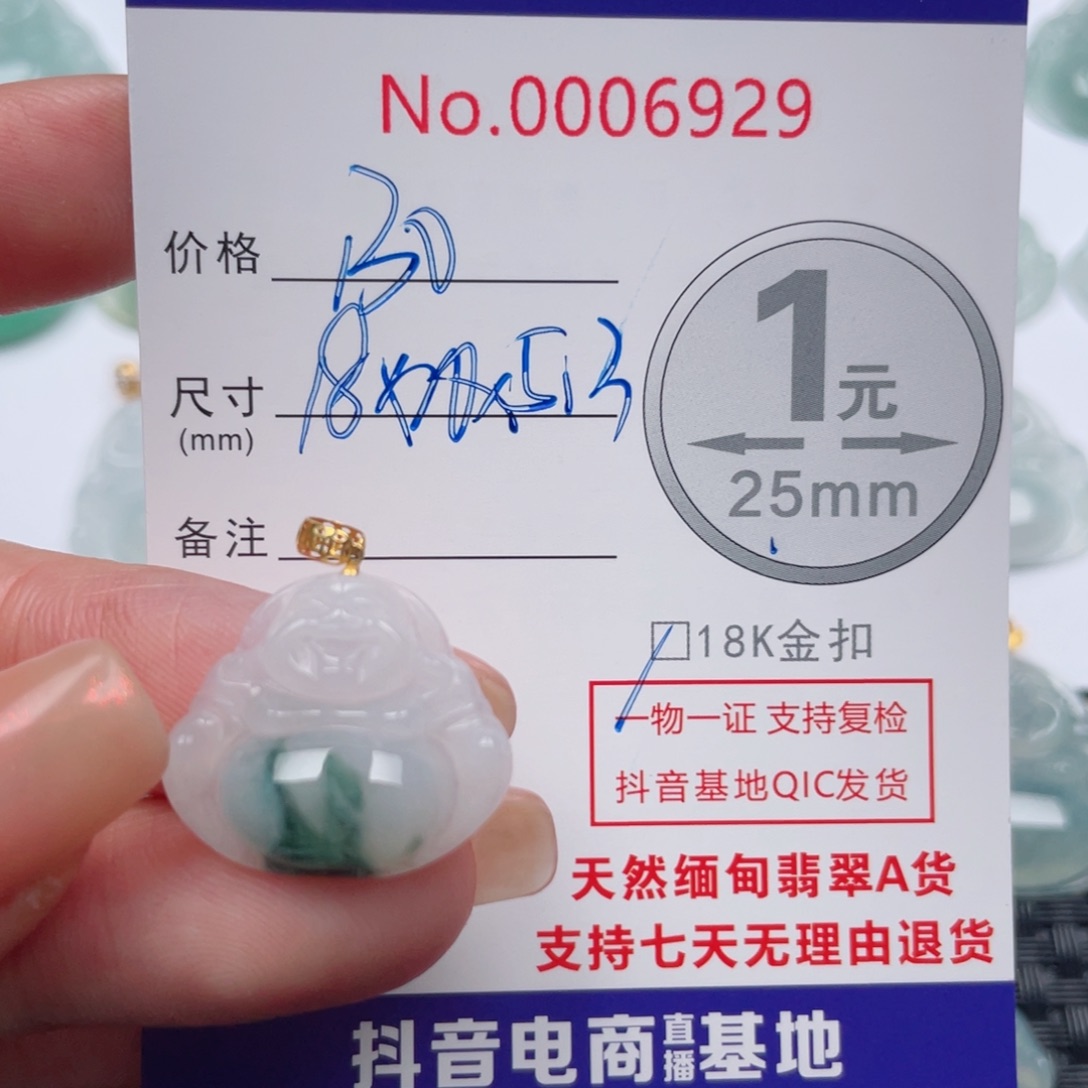 No.0006929
价格
尺寸
(mm)
备注
1元
25mm
18K金扣
一物一证 支持复检
抖音基地QIC发货
天然缅甸翡翠A货
支持七天无理由退货
抖音电商直播基地